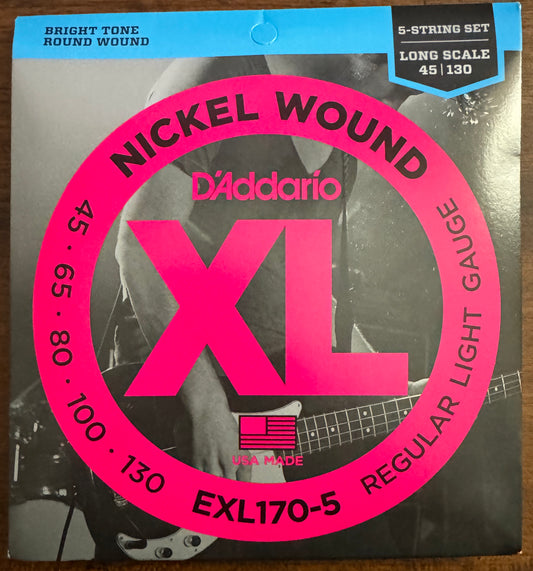 BRIGHT TONE
ROUND WOUND
5-STRING SET
LONG SCALE
45 | 130
NICKEL WOUND
D'Addario
XL
45 • 65 • 80 • 100 • 130
REGULAR LIGHT GAUGE
USA MADE
EXL170-5